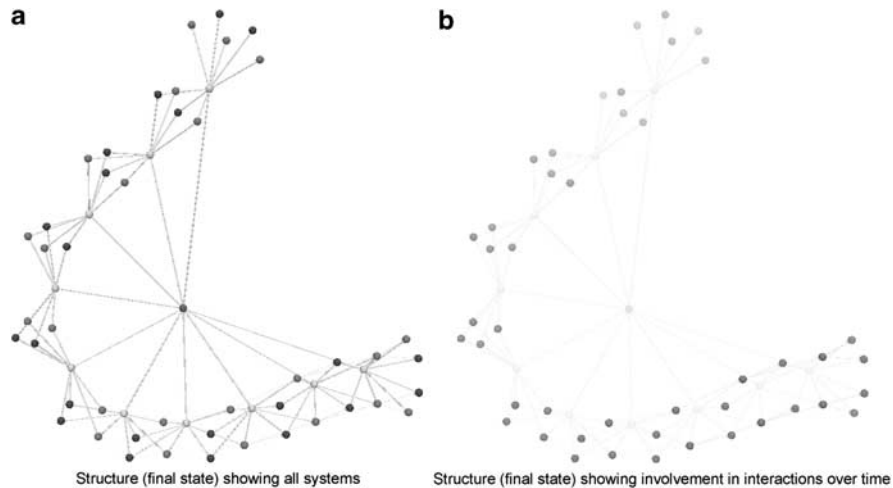 a
b
Structure (final state) showing all systems
Structure (final state) showing involvement in interactions over time